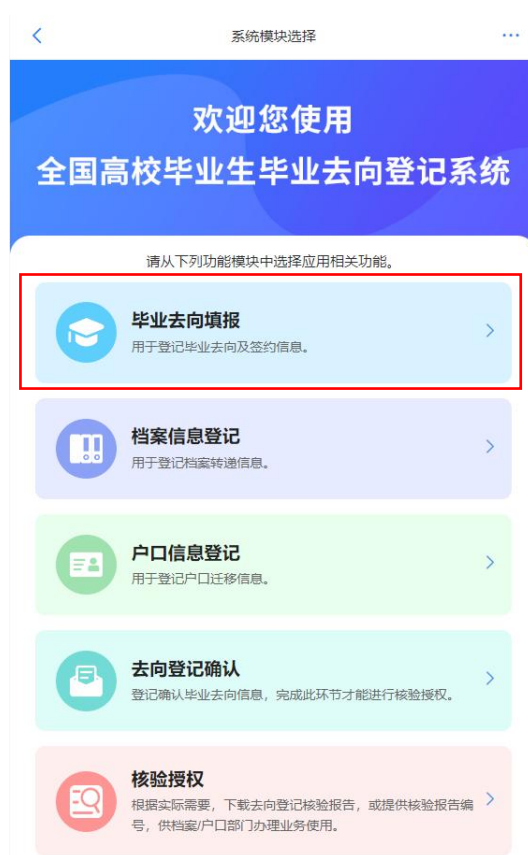 系统模块选择
欢迎您使用
全国高校毕业生毕业去向登记系统
请从下列功能模块中选择应用相关功能。
毕业去向填报
用于登记毕业去向及签约信息。
档案信息登记
用于登记档案转递信息。
户口信息登记
用于登记户口迁移信息。
去向登记确认
登记确认毕业去向信息，完成此环节才能进行核验授权。
核验授权
根据实际需要，下载去向登记核验报告，或提供核验报告编
号，供档案/户口部门办理业务使用。